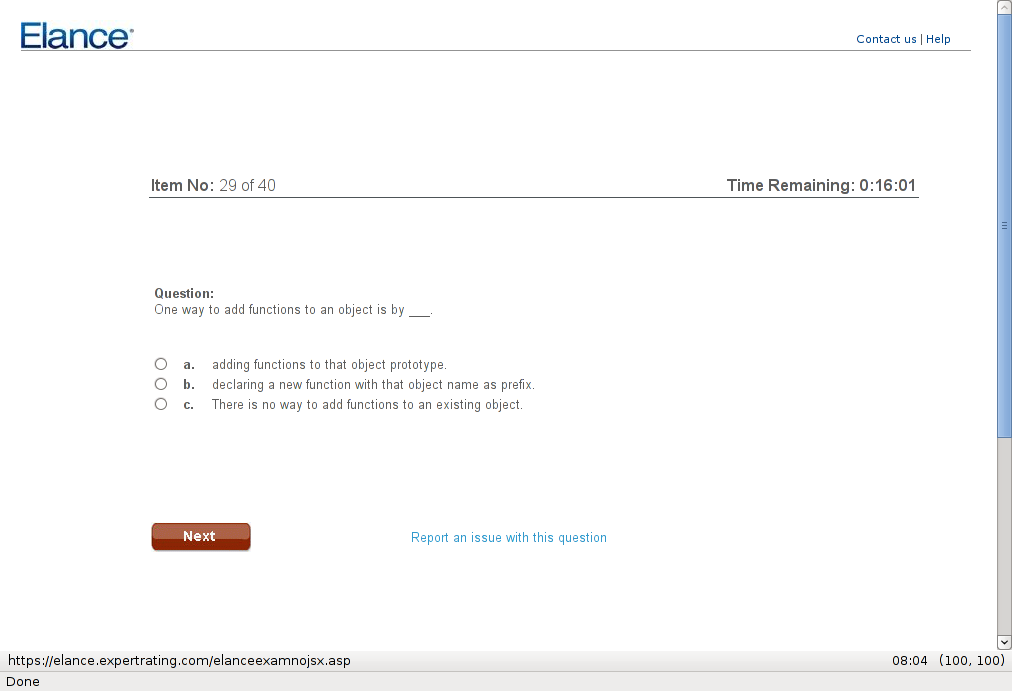 Elance
Contact us | Help
Item No: 29 of 40
Time Remaining: 0:16:01
Question:
One way to add functions to an object is by ___.
a. adding functions to that object prototype.
b. declaring a new function with that object name as prefix.
c. There is no way to add functions to an existing object.
Next
Report an issue with this question
https://elance.expertrating.com/elanceexamnojsx.asp
08:04 (100, 100)
Done